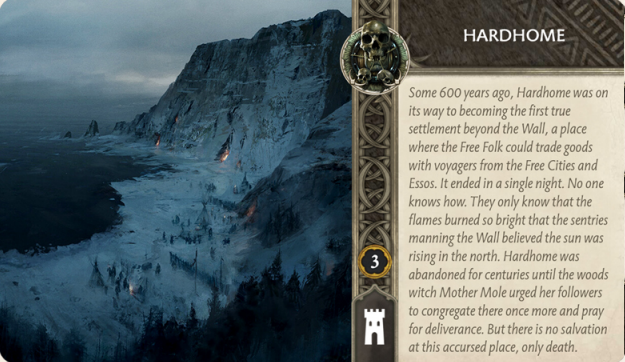 HARDHOME
Some 600 years ago, Hardhome was on
its way to becoming the first true
settlement beyond the Wall, a place
where the Free Folk could trade goods
with voyagers from the Free Cities and
Essos. It ended in a single night. No one
knows how. They only know that the
flames burned so bright that the sentries
manning the Wall believed the sun was
rising in the north. Hardhome was
abandoned for centuries until the woods
witch Mother Mole urged her followers
to congregate there once more and pray
for deliverance. But there is no salvation
at this accursed place, only death.
3